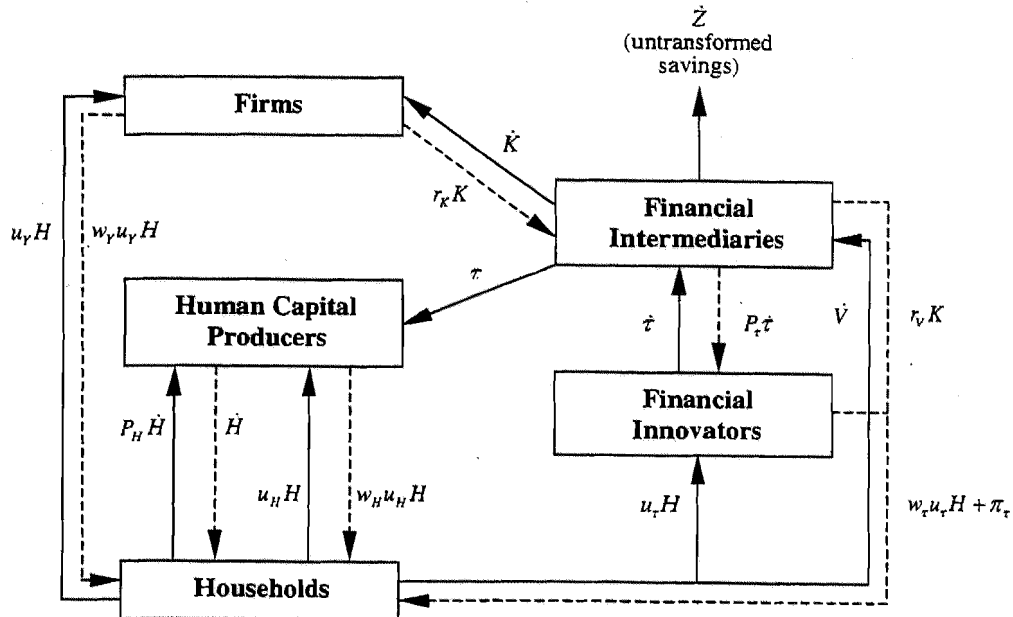 Ż
(untransformed
savings)
Firms
K̇
r_K K
Financial
Intermediaries
u_Y H
w_Y u_Y H
τ
Human Capital
Producers
τ̇
P_τ τ̇
V̇
r_V K
Financial
Innovators
P_H Ḣ
Ḣ
u_H H
w_H u_H H
u_τ H
w_τ u_τ H + π_τ
Households